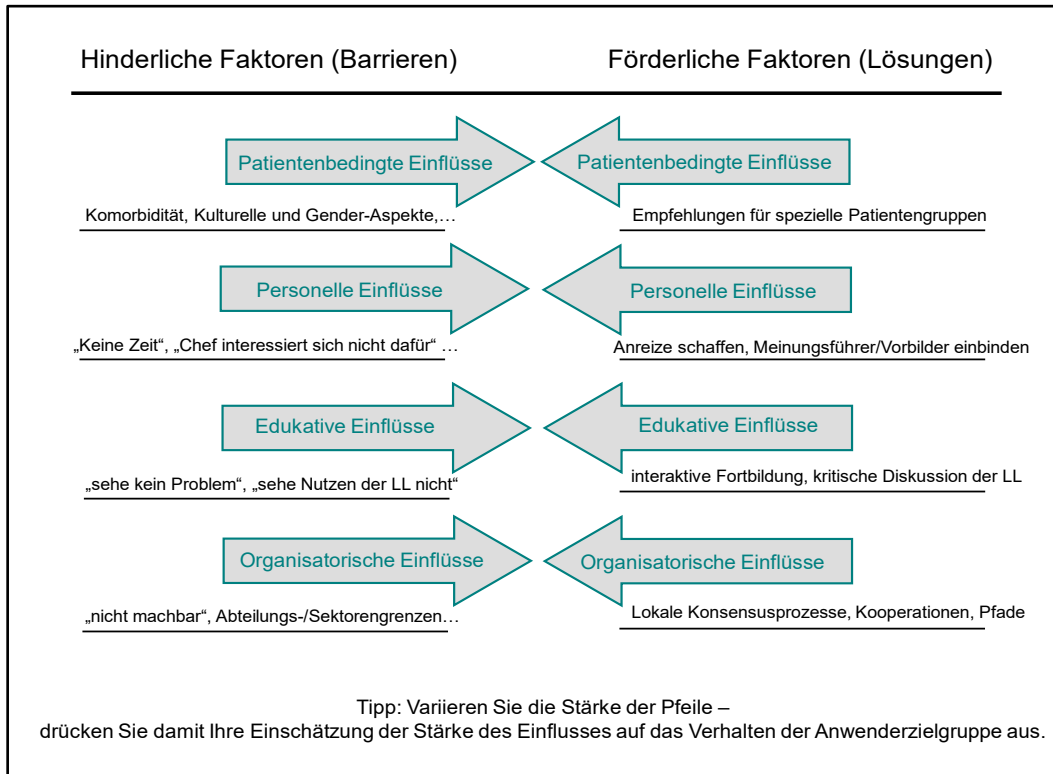 Hinderliche Faktoren (Barrieren)
Förderliche Faktoren (Lösungen)
Patientenbedingte Einflüsse
Patientenbedingte Einflüsse
Komorbidität, Kulturelle und Gender-Aspekte,…
Empfehlungen für spezielle Patientengruppen
Personelle Einflüsse
Personelle Einflüsse
„Keine Zeit“, „Chef interessiert sich nicht dafür“ …
Anreize schaffen, Meinungsführer/Vorbilder einbinden
Edukative Einflüsse
Edukative Einflüsse
„sehe kein Problem“, „sehe Nutzen der LL nicht“
interaktive Fortbildung, kritische Diskussion der LL
Organisatorische Einflüsse
Organisatorische Einflüsse
„nicht machbar“, Abteilungs-/Sektorengrenzen…
Lokale Konsensusprozesse, Kooperationen, Pfade
Tipp: Variieren Sie die Stärke der Pfeile –
drücken Sie damit Ihre Einschätzung der Stärke des Einflusses auf das Verhalten der Anwenderzielgruppe aus.